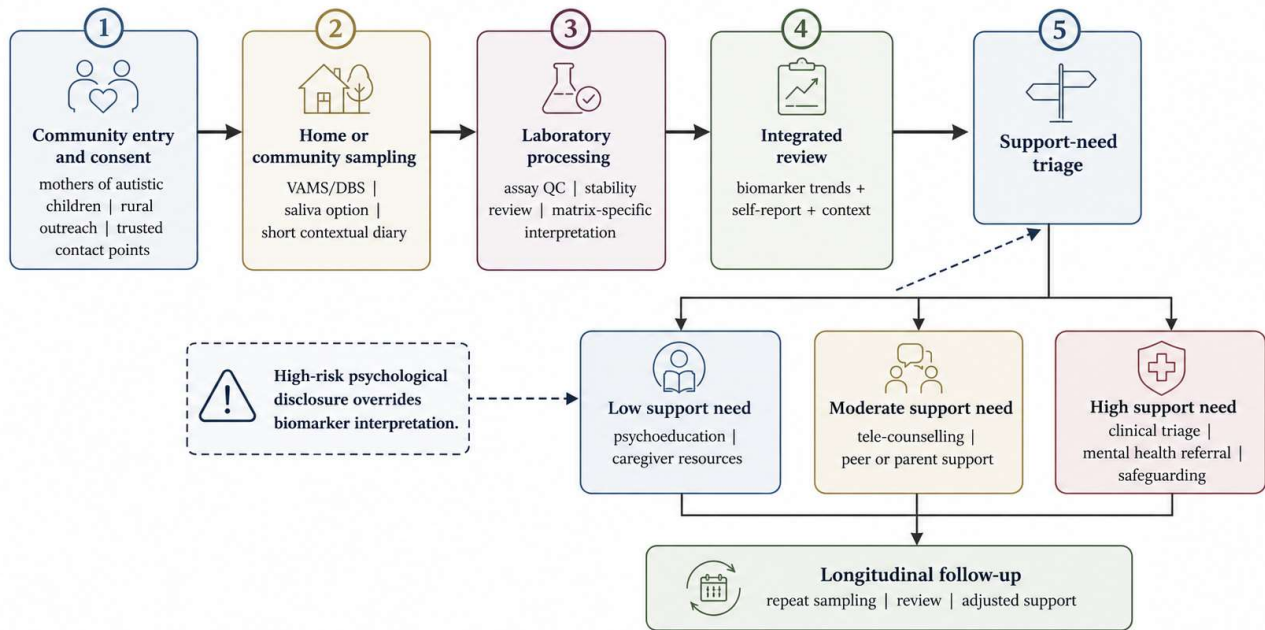 1
Community entry
and consent
mothers of autistic
children | rural
outreach | trusted
contact points
2
Home or
community sampling
VAMS/DBS |
saliva option |
short contextual diary
3
Laboratory
processing
assay QC | stability
review | matrix-specific
interpretation
4
Integrated
review
biomarker trends +
self-report + context
5
Support-need
triage
High-risk psychological
disclosure overrides
biomarker interpretation.
Low support need
psychoeducation |
caregiver resources
Moderate support need
tele-counselling |
peer or parent support
High support need
clinical triage |
mental health referral |
safeguarding
Longitudinal follow-up
repeat sampling | review | adjusted support